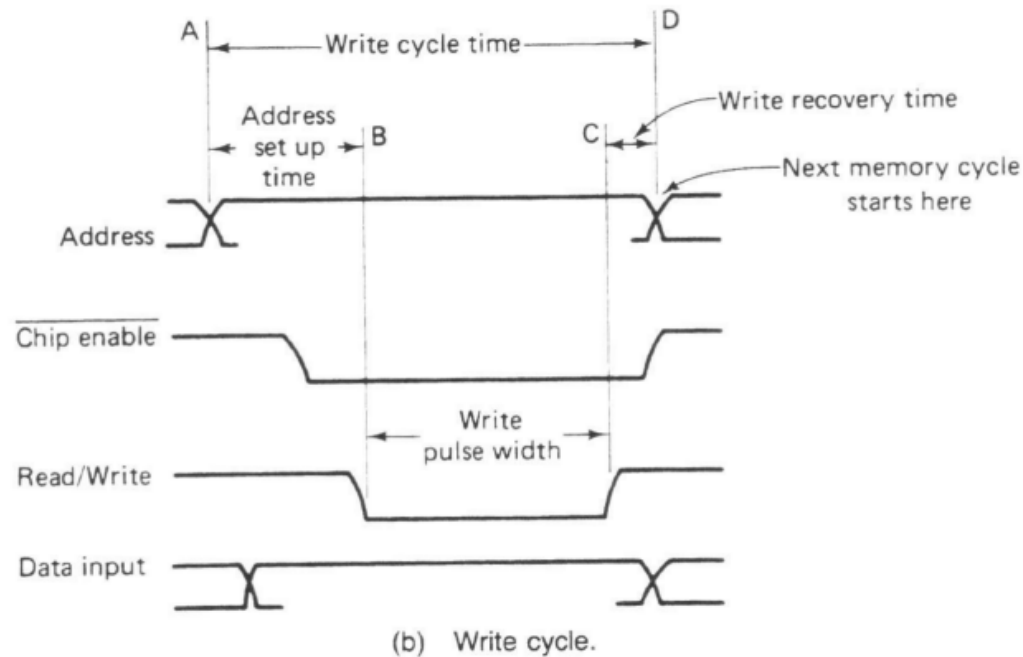 A
D
Write cycle time
Write recovery time
Address
set up
time
B
C
Next memory cycle
starts here
Address
Chip enable
Write
pulse width
Read/Write
Data input
(b) Write cycle.